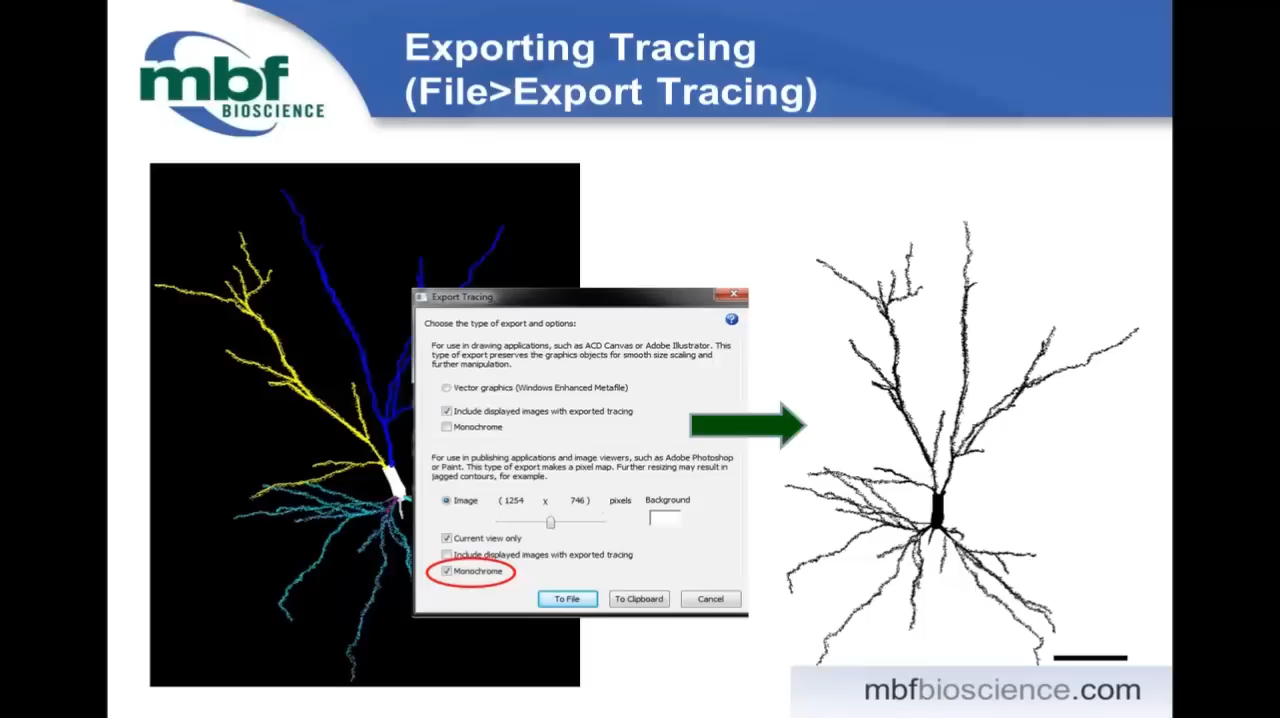 Exporting Tracing
(File>Export Tracing)
mbf
BIOSCIENCE
Export Tracing
Choose the type of export and options:
For use in drawing applications, such as ACD Canvas or Adobe Illustrator. This
type of export preserves the graphics objects for smooth size scaling and
further manipulation.
Vector graphics (Windows Enhanced Metafile)
Include displayed images with exported tracing
Monochrome
For use in publishing applications and image viewers, such as Adobe Photoshop
or Paint. This type of export makes a pixel map. Further resizing may result in
jagged contours, for example.
Image ( 1254 x 746 ) pixels Background
Current view only
Include displayed images with exported tracing
Monochrome
To File To Clipboard Cancel
mbfbioscience.com